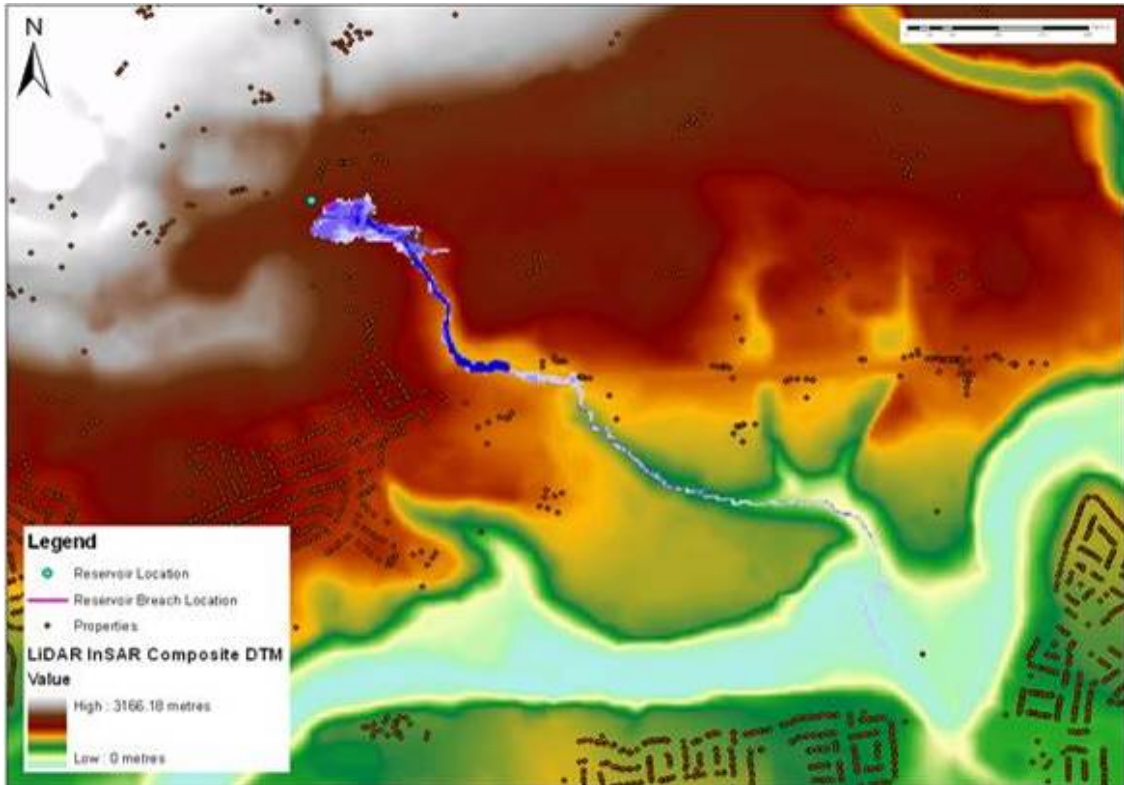 N
Legend
Reservoir Location
Reservoir Breach Location
Properties
LiDAR InSAR Composite DTM
Value
High : 3166.18 metres
Low : 0 metres